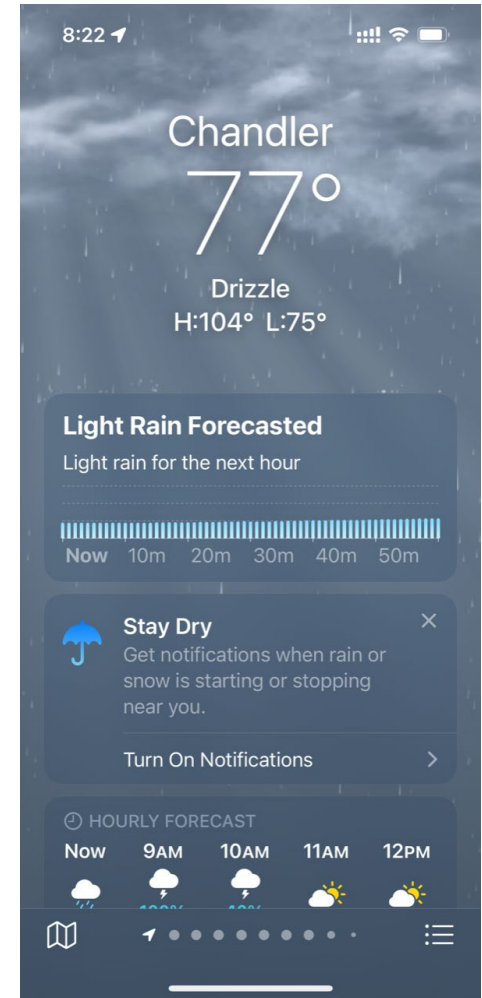 8:22
Chandler
77°
Drizzle
H:104° L:75°
Light Rain Forecasted
Light rain for the next hour
Now 10m 20m 30m 40m 50m
Stay Dry
Get notifications when rain or
snow is starting or stopping
near you.
Turn On Notifications
HOURLY FORECAST
Now 9AM 10AM 11AM 12PM